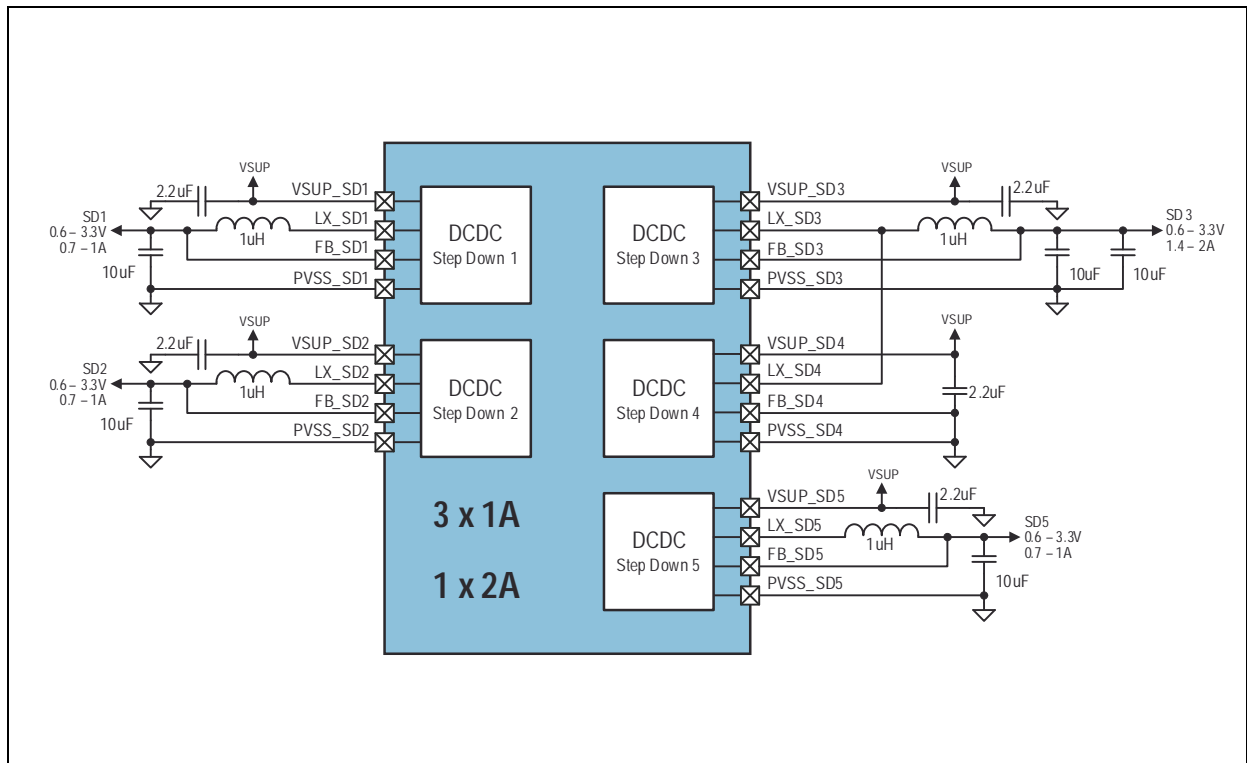 VSUP
2.2uF
VSUP_SD1
SD1
0.6 – 3.3V
0.7 – 1A
LX_SD1
1uH
FB_SD1
10uF
PVSS_SD1
DCDC
Step Down 1
VSUP
2.2uF
VSUP_SD2
SD2
0.6 – 3.3V
0.7 – 1A
LX_SD2
1uH
FB_SD2
10uF
PVSS_SD2
DCDC
Step Down 2
3 x 1A
1 x 2A
DCDC
Step Down 3
VSUP_SD3
VSUP
2.2uF
LX_SD3
1uH
SD3
0.6 – 3.3V
1.4 – 2A
FB_SD3
10uF
10uF
PVSS_SD3
DCDC
Step Down 4
VSUP
VSUP_SD4
LX_SD4
2.2uF
FB_SD4
PVSS_SD4
DCDC
Step Down 5
VSUP
VSUP_SD5
2.2uF
LX_SD5
1uH
SD5
0.6 – 3.3V
0.7 – 1A
FB_SD5
10uF
PVSS_SD5